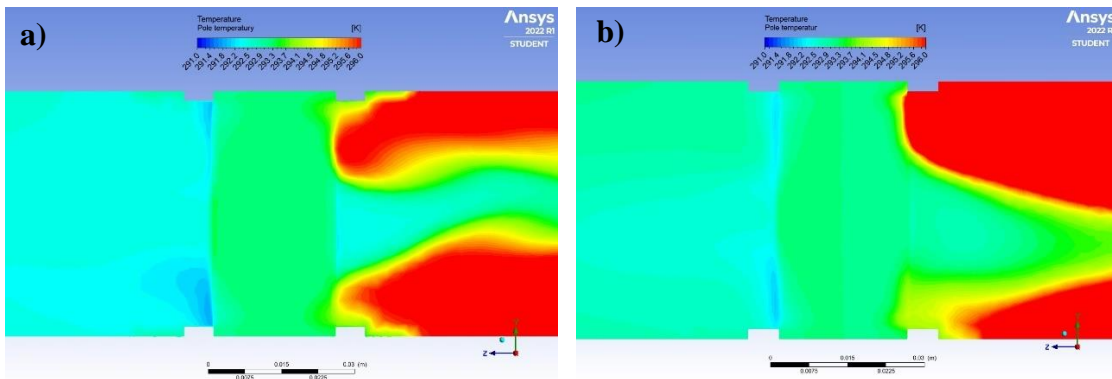 a)
Temperature
Pole temperatury
[K]
291.0
291.4
291.8
292.2
292.5
292.9
293.3
293.7
294.1
294.5
294.8
295.2
295.6
296.0
Ansys
2022 R1
STUDENT
Y
Z
0
0.015
0.03
(m)
0.0075
0.0225
b)
Temperature
Pole temperatur
[K]
291.0
291.4
291.8
292.2
292.5
292.9
293.3
293.7
294.1
294.5
294.8
295.2
295.6
296.0
Ansys
2022 R
STUDENT
Z
0
0.015
0.03
(m)
0.0075
0.0225